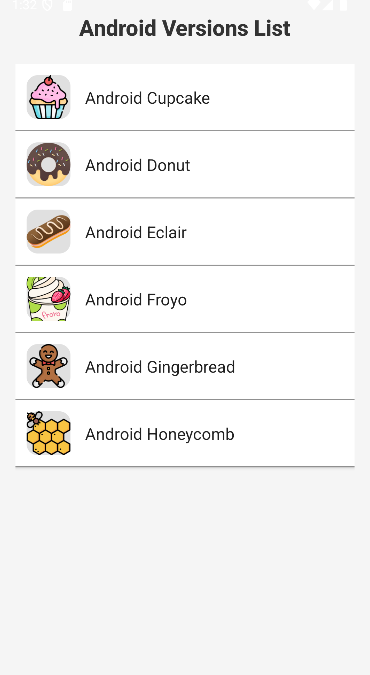 1:32
Android Versions List
Android Cupcake
Android Donut
Android Eclair
Android Froyo
Froyo
Android Gingerbread
Android Honeycomb